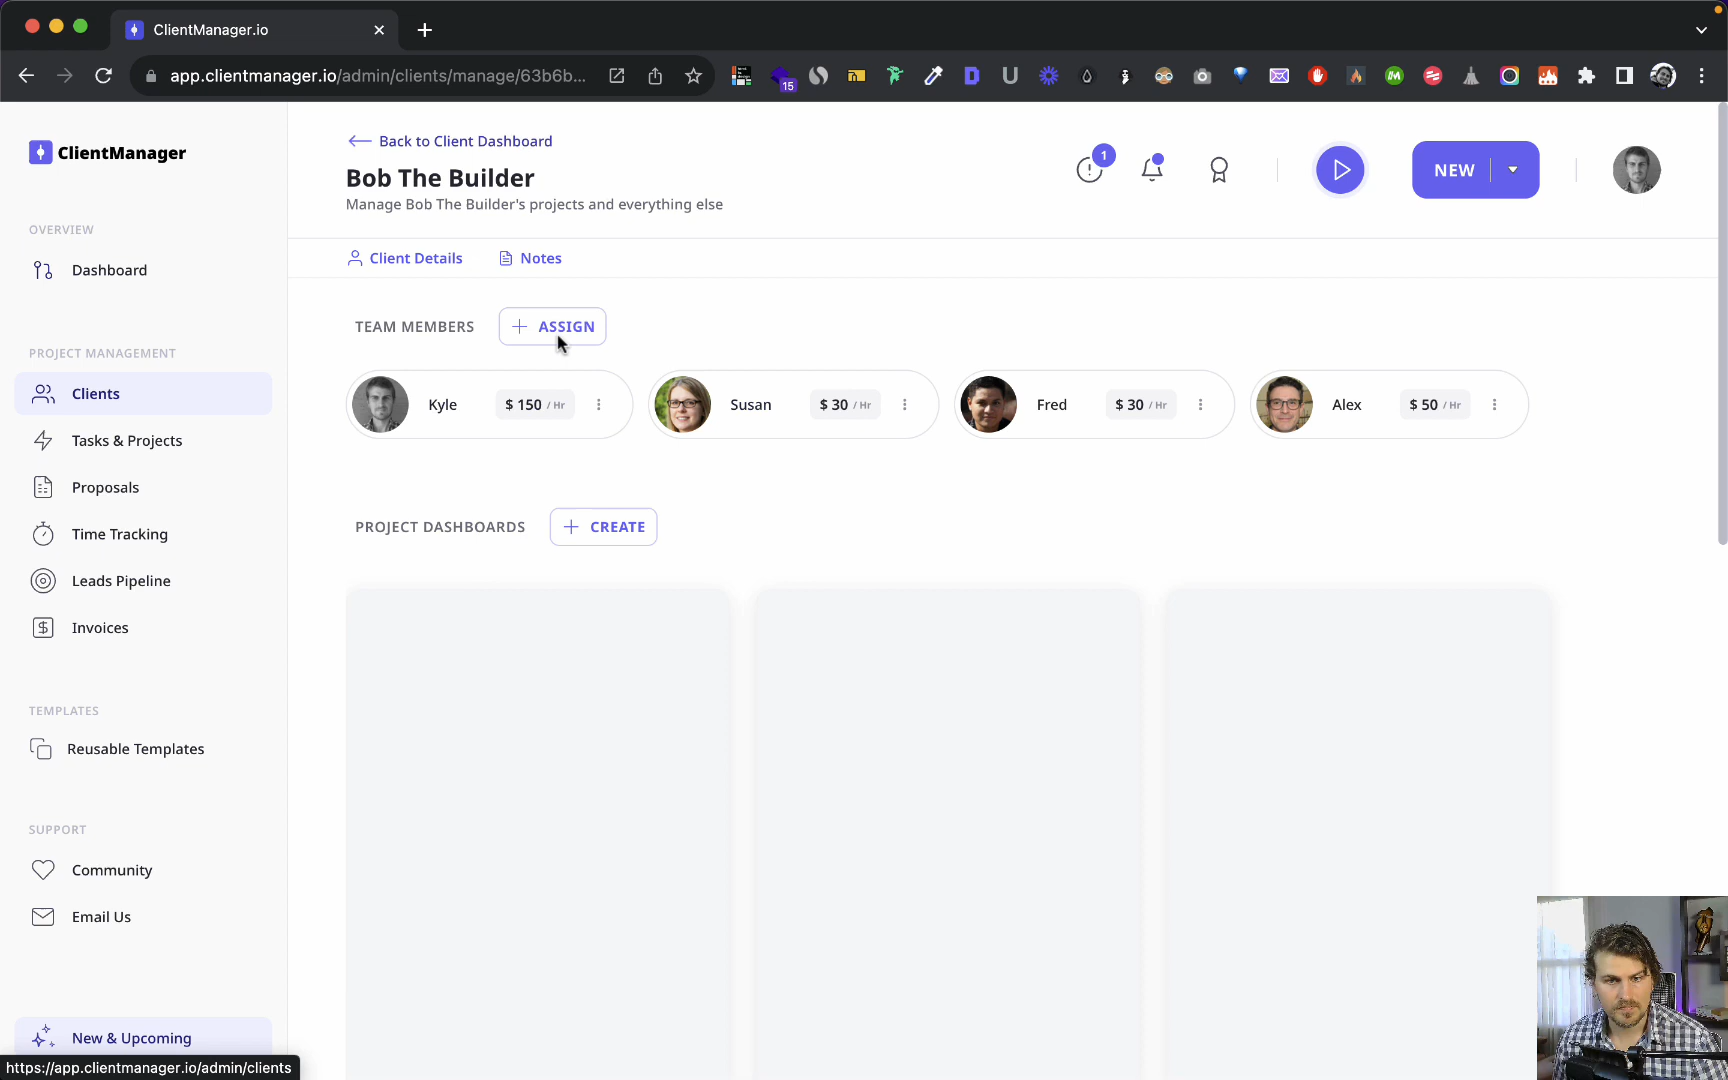 ClientManager.io
app.clientmanager.io/admin/clients/manage/63b6b...
15
ClientManager
Back to Client Dashboard
Bob The Builder
Manage Bob The Builder's projects and everything else
1
NEW
OVERVIEW
Dashboard
Client Details
Notes
TEAM MEMBERS
ASSIGN
PROJECT MANAGEMENT
Clients
Tasks & Projects
Proposals
Time Tracking
Leads Pipeline
Invoices
Kyle
$ 150 / Hr
Susan
$ 30 / Hr
Fred
$ 30 / Hr
Alex
$ 50 / Hr
PROJECT DASHBOARDS
CREATE
TEMPLATES
Reusable Templates
SUPPORT
Community
Email Us
New & Upcoming
https://app.clientmanager.io/admin/clients